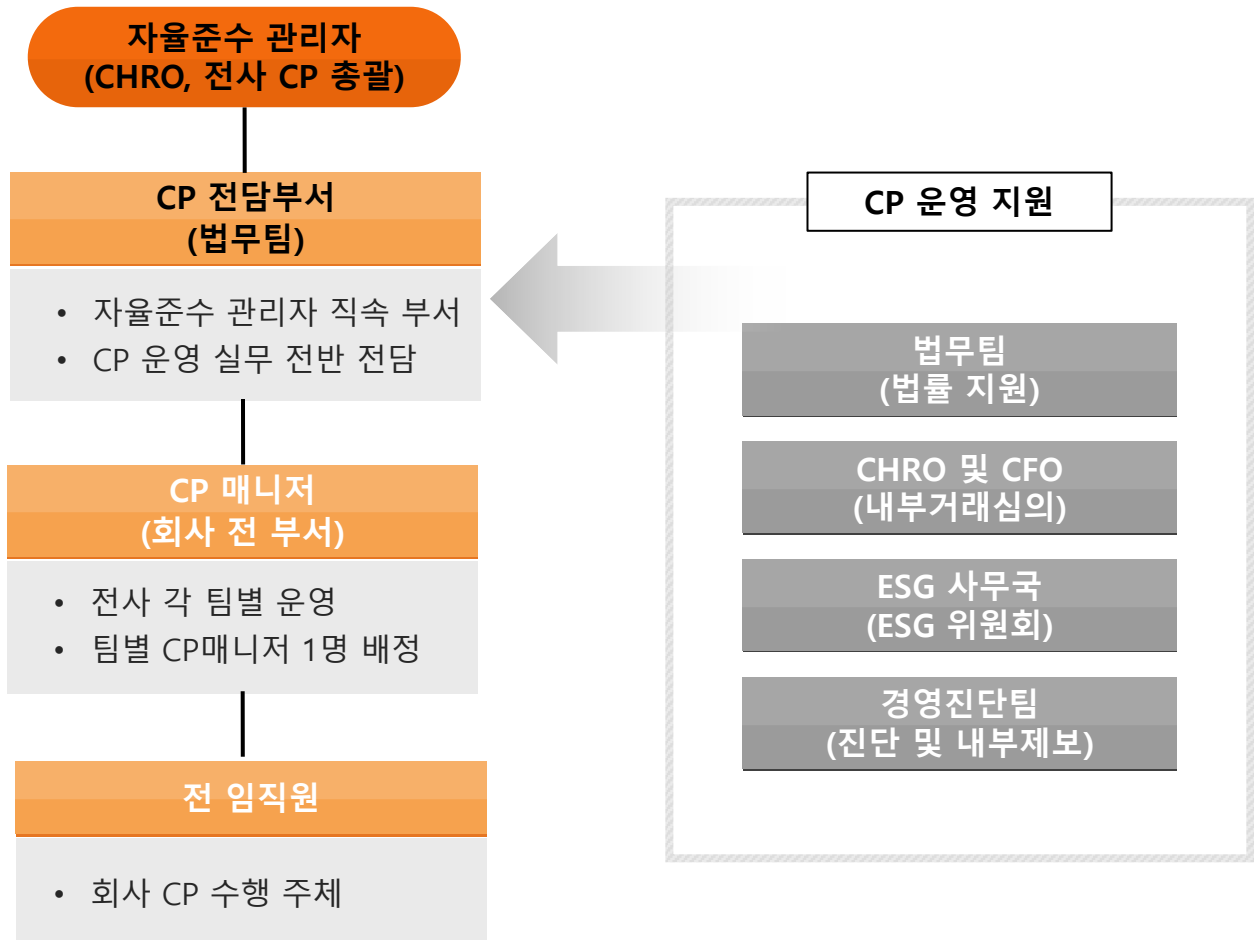 자율준수 관리자
(CHRO, 전사 CP 총괄)
CP 전담부서
(법무팀)
• 자율준수 관리자 직속 부서
• CP 운영 실무 전반 전담
CP 매니저
(회사 전 부서)
• 전사 각 팀별 운영
• 팀별 CP매니저 1명 배정
전 임직원
• 회사 CP 수행 주체
CP 운영 지원
법무팀
(법률 지원)
CHRO 및 CFO
(내부거래심의)
ESG 사무국
(ESG 위원회)
경영진단팀
(진단 및 내부제보)